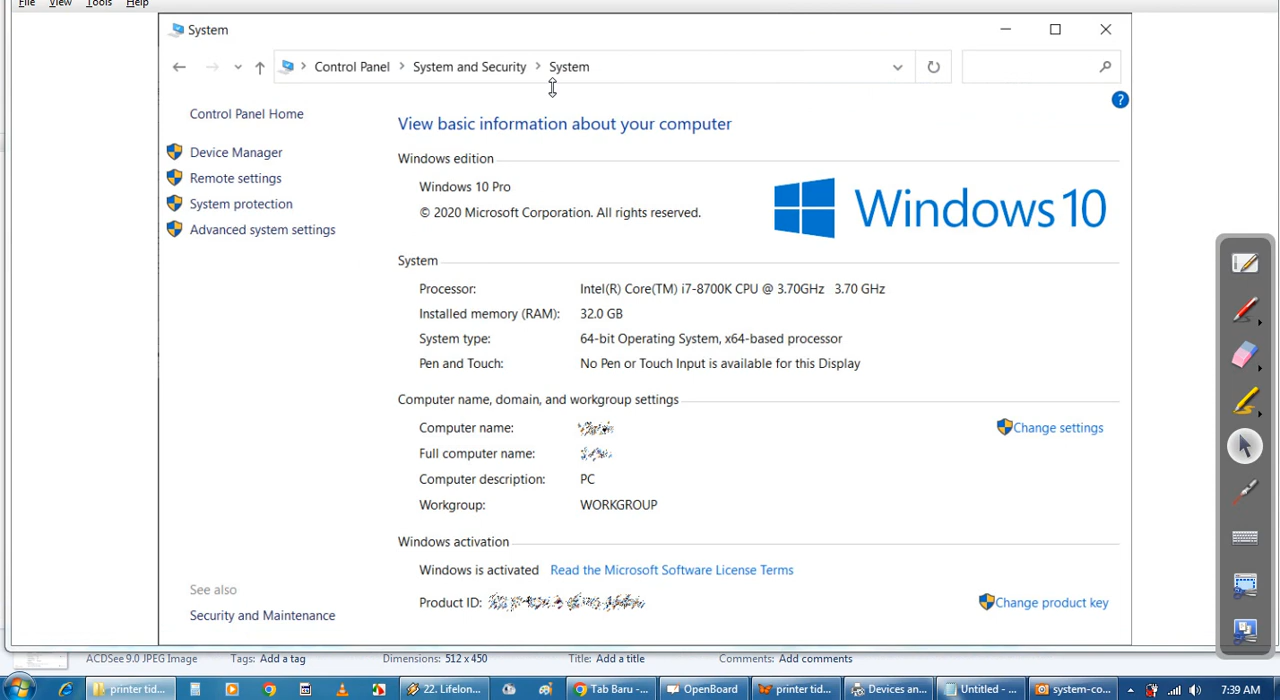 File View Tools Help
System
Control Panel System and Security System
?
Control Panel Home
Device Manager
Remote settings
System protection
Advanced system settings
View basic information about your computer
Windows edition
Windows 10 Pro
© 2020 Microsoft Corporation. All rights reserved.
Windows 10
System
Processor: Intel(R) Core(TM) i7-8700K CPU @ 3.70GHz 3.70 GHz
Installed memory (RAM): 32.0 GB
System type: 64-bit Operating System, x64-based processor
Pen and Touch: No Pen or Touch Input is available for this Display
Computer name, domain, and workgroup settings
Computer name:
Change settings
Full computer name:
Computer description: PC
Workgroup: WORKGROUP
Windows activation
Windows is activated Read the Microsoft Software License Terms
Product ID:
Change product key
See also
Security and Maintenance
ACDSee 9.0 JPEG Image Tags: Add a tag Dimensions: 512 x 450 Title: Add a title Comments: Add comments
printer tid... 22. Lifelon... Tab Baru -... OpenBoard printer tid... Devices an... Untitled - ... system-co... 7:39 AM